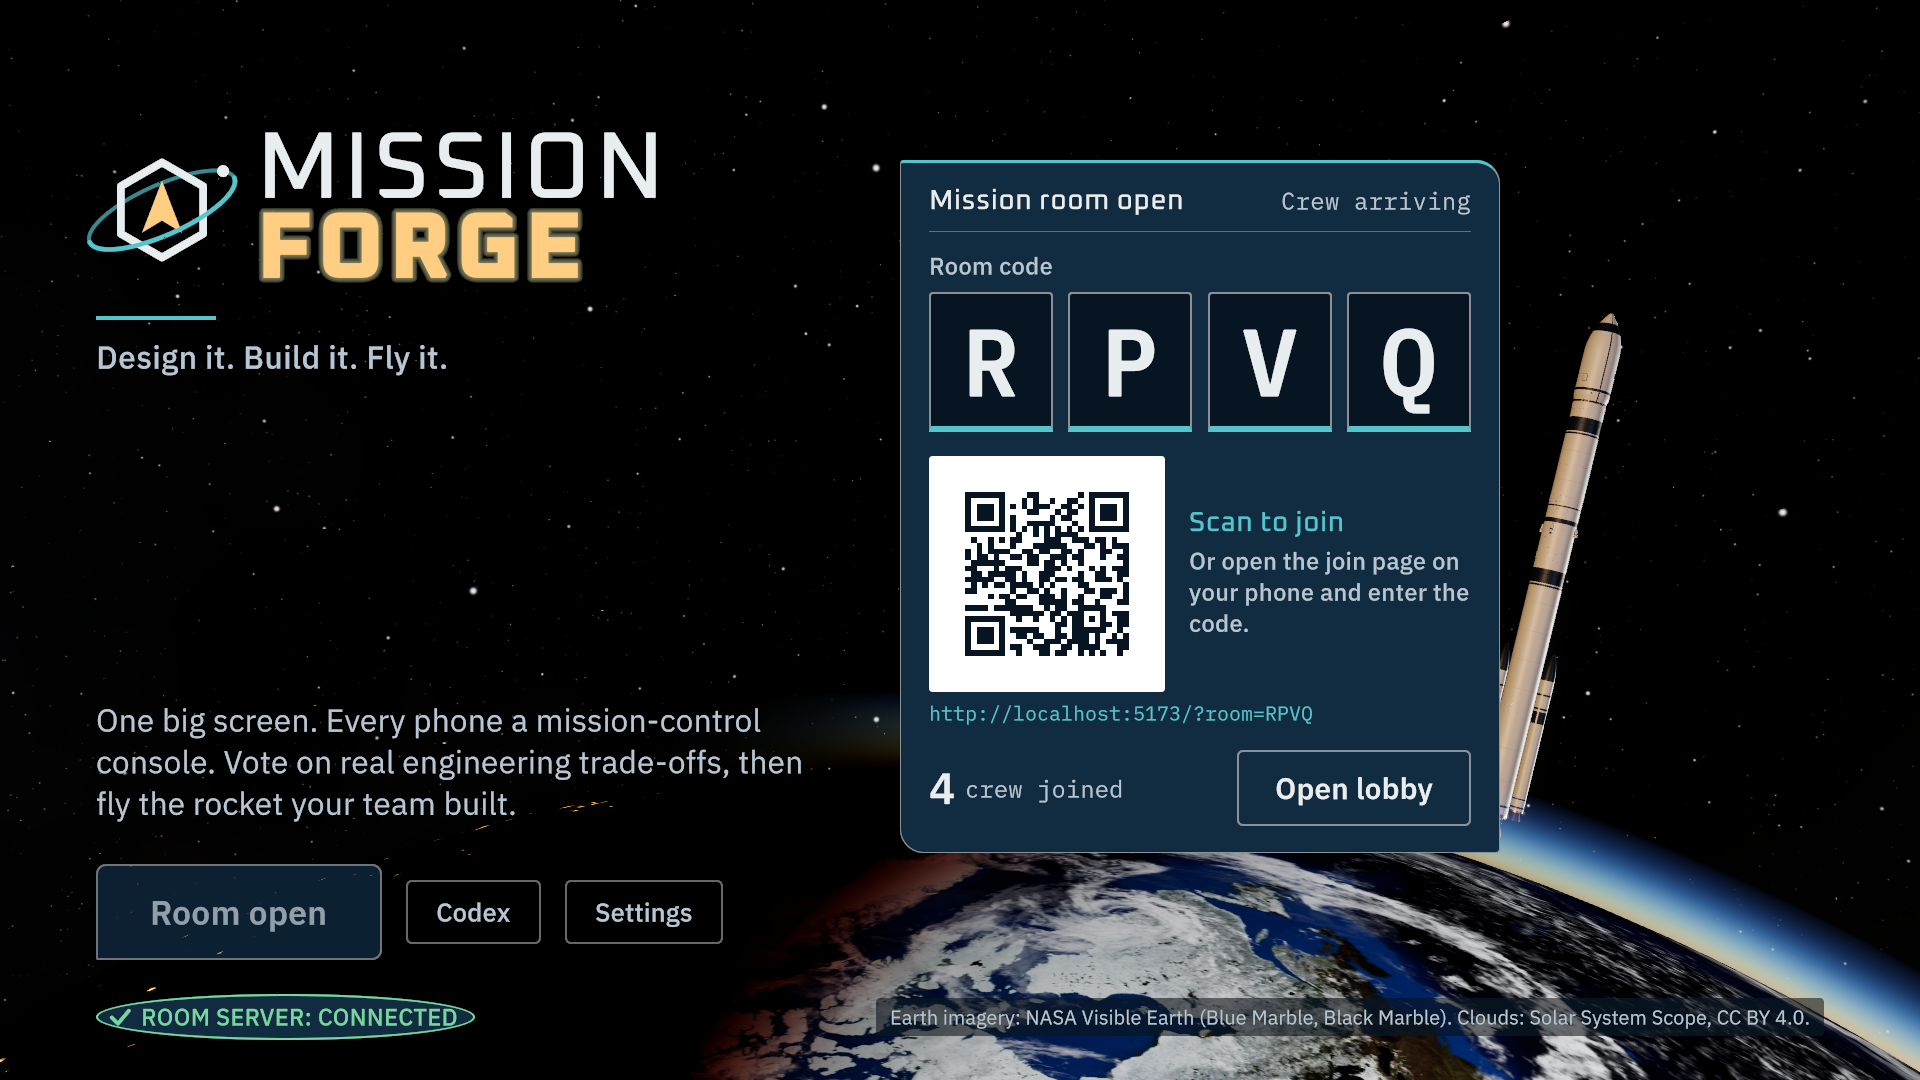 MISSION
FORGE
Design it. Build it. Fly it.
One big screen. Every phone a mission-control
console. Vote on real engineering trade-offs, then
fly the rocket your team built.
Room open
Codex
Settings
ROOM SERVER: CONNECTED
Mission room open
Crew arriving
Room code
R P V Q
Scan to join
Or open the join page on
your phone and enter the
code.
http://localhost:5173/?room=RPVQ
4 crew joined
Open lobby
Earth imagery: NASA Visible Earth (Blue Marble, Black Marble). Clouds: Solar System Scope, CC BY 4.0.